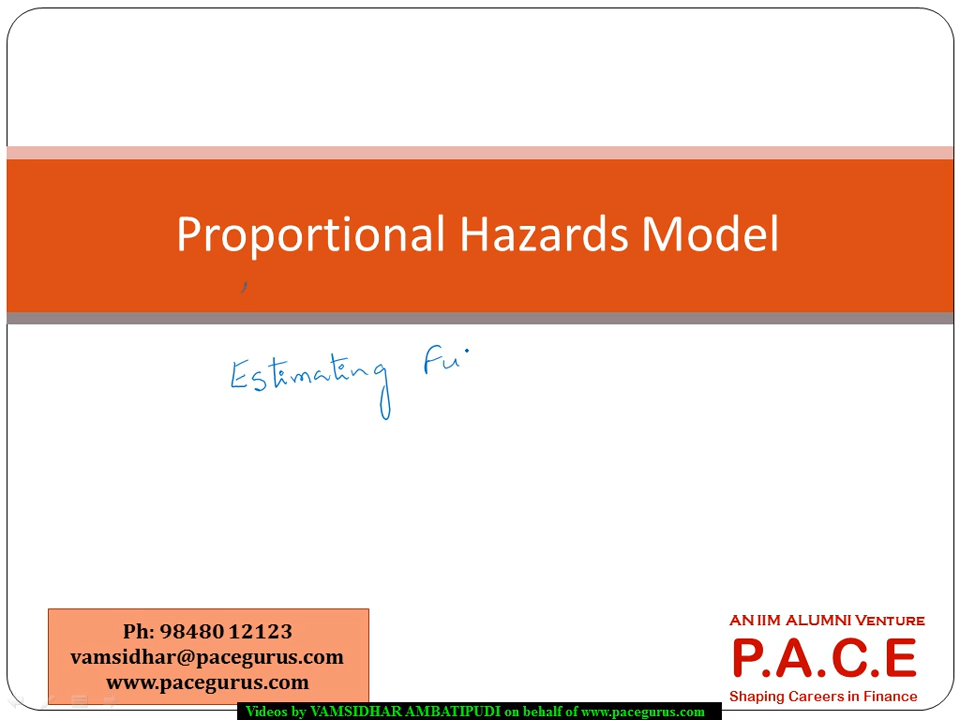 Proportional Hazards Model
Estimating Fu
Ph: 98480 12123
vamsidhar@pacegurus.com
www.pacegurus.com
AN IIM ALUMNI VENTURE
P.A.C.E
Shaping Careers in Finance
Videos by VAMSIDHAR AMBATIPUDI on behalf of www.pacegurus.com